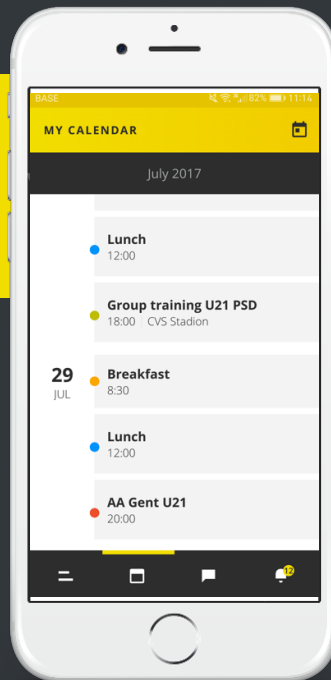 BASE 82% 11:14
MY CALENDAR
July 2017
Lunch
12:00
Group training U21 PSD
18:00 | CVS Stadion
29
JUL
Breakfast
8:30
Lunch
12:00
AA Gent U21
20:00
12